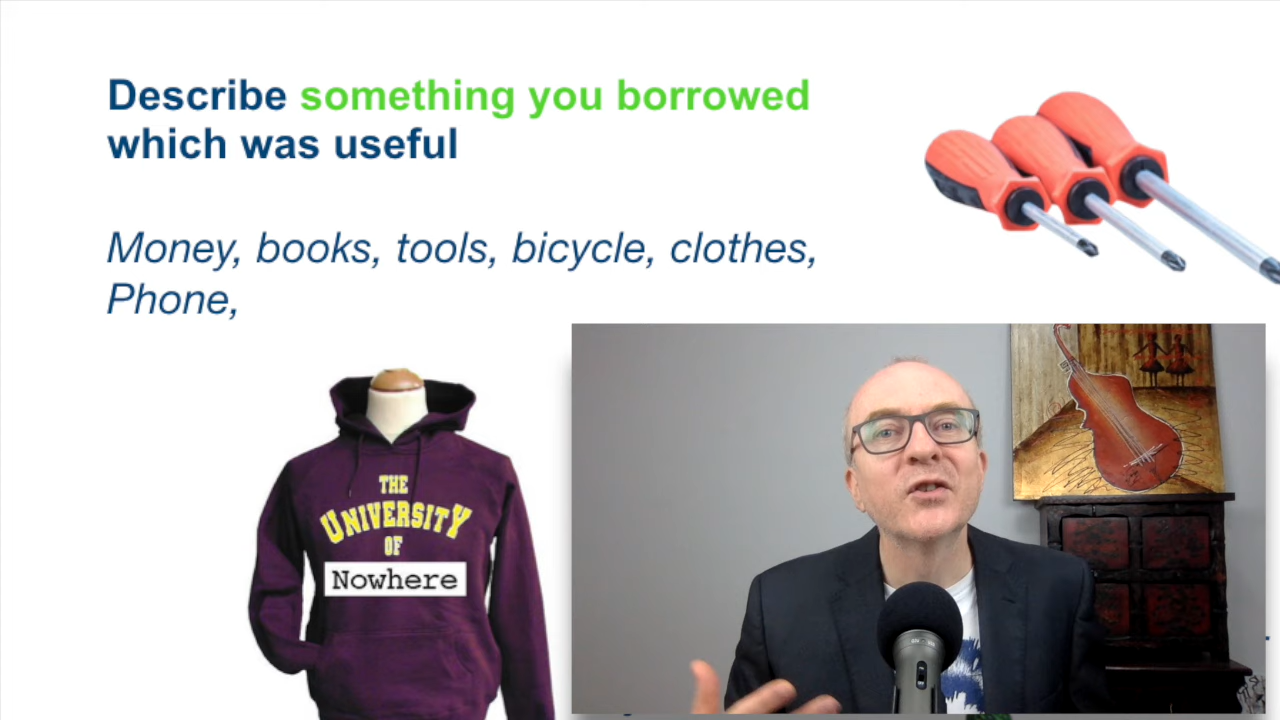 Describe something you borrowed
which was useful
Money, books, tools, bicycle, clothes,
Phone,
THE
UNIVERSITY
OF
Nowhere